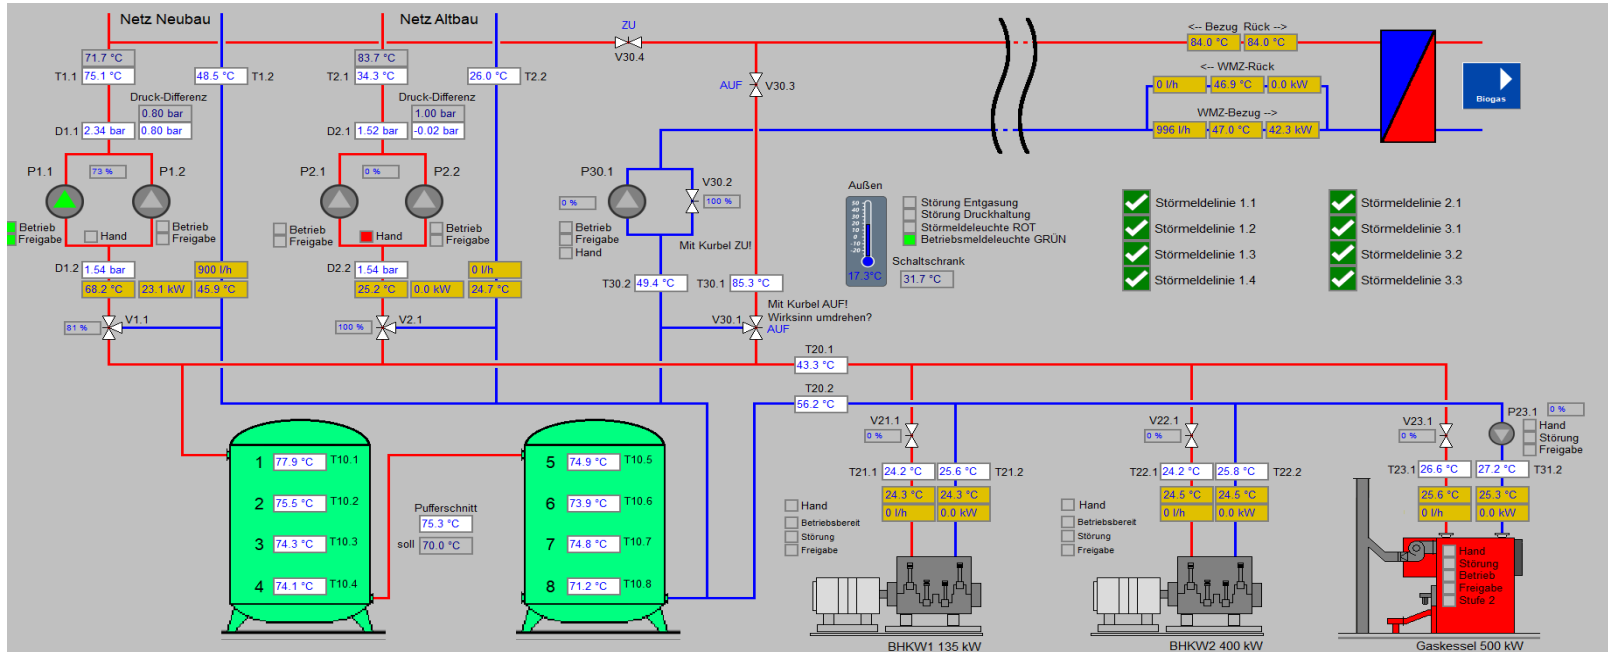 Netz Neubau
Netz Altbau
ZU
V30.4
<-- Bezug Rück -->
84.0 °C 84.0 °C
71.7 °C
T1.1 75.1 °C
48.5 °C T1.2
83.7 °C
T2.1 34.3 °C
26.0 °C T2.2
AUF V30.3
<-- WMZ-Rück
0 l/h 46.9 °C 0.0 kW
Biogas
Druck-Differenz
0.80 bar
D1.1 2.34 bar 0.80 bar
Druck-Differenz
1.00 bar
D2.1 1.52 bar -0.02 bar
WMZ-Bezug -->
996 l/h 47.0 °C 42.3 kW
P1.1 73 % P1.2
P2.1 0 % P2.2
P30.1
V30.2
0 %
100 %
Betrieb
Freigabe
Hand
Betrieb
Freigabe
Betrieb
Freigabe
Hand
Betrieb
Freigabe
Betrieb
Freigabe
Hand
Mit Kurbel ZU!
Außen
50
40
30
20
10
0
-10
-20
17.3°C
Störung Entgasung
Störung Druckhaltung
Störmeldeleuchte ROT
Betriebsmeldeleuchte GRÜN
Schaltschrank
31.7 °C
Störmeldelinie 1.1
Störmeldelinie 1.2
Störmeldelinie 1.3
Störmeldelinie 1.4
Störmeldelinie 2.1
Störmeldelinie 3.1
Störmeldelinie 3.2
Störmeldelinie 3.3
D1.2 1.54 bar
900 l/h
68.2 °C 23.1 kW 45.9 °C
D2.2 1.54 bar
0 l/h
25.2 °C 0.0 kW 24.7 °C
T30.2 49.4 °C
T30.1 85.3 °C
81 % V1.1
100 % V2.1
Mit Kurbel AUF!
Wirksinn umdrehen?
V30.1 AUF
T20.1
43.3 °C
T20.2
56.2 °C
1 77.9 °C T10.1
2 75.5 °C T10.2
3 74.3 °C T10.3
4 74.1 °C T10.4
Pufferschnitt
75.3 °C
soll 70.0 °C
5 74.9 °C T10.5
6 73.9 °C T10.6
7 74.8 °C T10.7
8 71.2 °C T10.8
V21.1
0 %
T21.1 24.2 °C 25.6 °C T21.2
24.3 °C 24.3 °C
0 l/h 0.0 kW
Hand
Betriebsbereit
Störung
Freigabe
BHKW1 135 kW
V22.1
0 %
T22.1 24.2 °C 25.8 °C T22.2
24.5 °C 24.5 °C
0 l/h 0.0 kW
Hand
Betriebsbereit
Störung
Freigabe
BHKW2 400 kW
P23.1 0 %
Hand
Störung
Freigabe
V23.1
0 %
T23.1 26.6 °C 27.2 °C T31.2
25.6 °C 25.3 °C
0 l/h 0.0 kW
Hand
Störung
Betrieb
Freigabe
Stufe 2
Gaskessel 500 kW